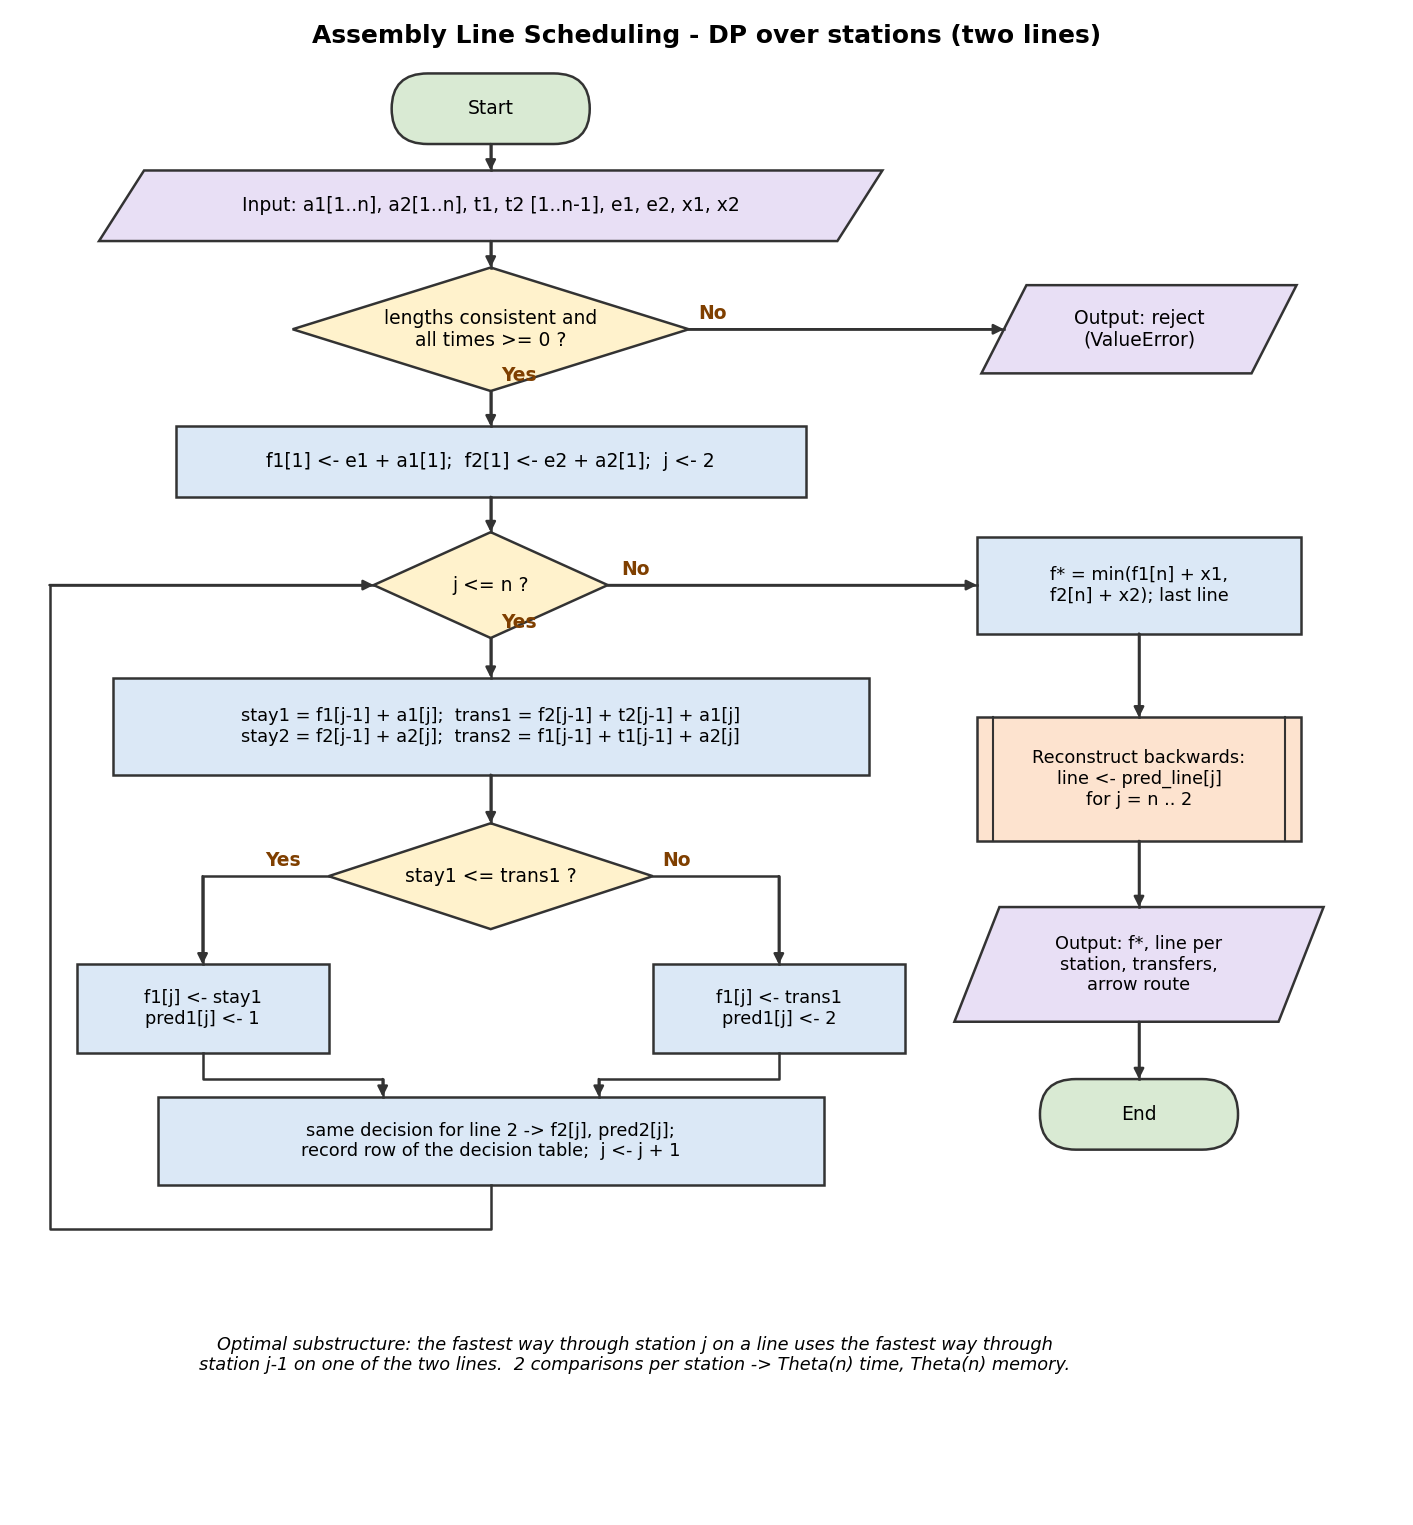 Assembly Line Scheduling - DP over stations (two lines)
Start
Input: a1[1..n], a2[1..n], t1, t2 [1..n-1], e1, e2, x1, x2
lengths consistent and
all times >= 0 ?
No
Output: reject
(ValueError)
Yes
f1[1] <- e1 + a1[1];  f2[1] <- e2 + a2[1];  j <- 2
j <= n ?
No
f* = min(f1[n] + x1,
f2[n] + x2); last line
Yes
stay1 = f1[j-1] + a1[j];  trans1 = f2[j-1] + t2[j-1] + a1[j]
stay2 = f2[j-1] + a2[j];  trans2 = f1[j-1] + t1[j-1] + a2[j]
Reconstruct backwards:
line <- pred_line[j]
for j = n .. 2
Yes
stay1 <= trans1 ?
No
f1[j] <- stay1
pred1[j] <- 1
f1[j] <- trans1
pred1[j] <- 2
Output: f*, line per
station, transfers,
arrow route
same decision for line 2 -> f2[j], pred2[j];
record row of the decision table;  j <- j + 1
End
Optimal substructure: the fastest way through station j on a line uses the fastest way through
station j-1 on one of the two lines.  2 comparisons per station -> Theta(n) time, Theta(n) memory.